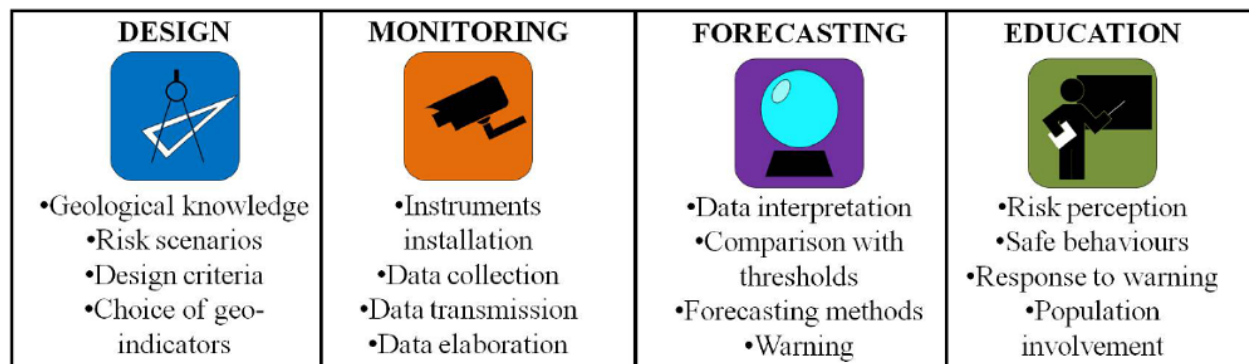 DESIGN
•Geological knowledge
•Risk scenarios
•Design criteria
•Choice of geo-
indicators
MONITORING
•Instruments
installation
•Data collection
•Data transmission
•Data elaboration
FORECASTING
•Data interpretation
•Comparison with
thresholds
•Forecasting methods
•Warning
EDUCATION
•Risk perception
•Safe behaviours
•Response to warning
•Population
involvement